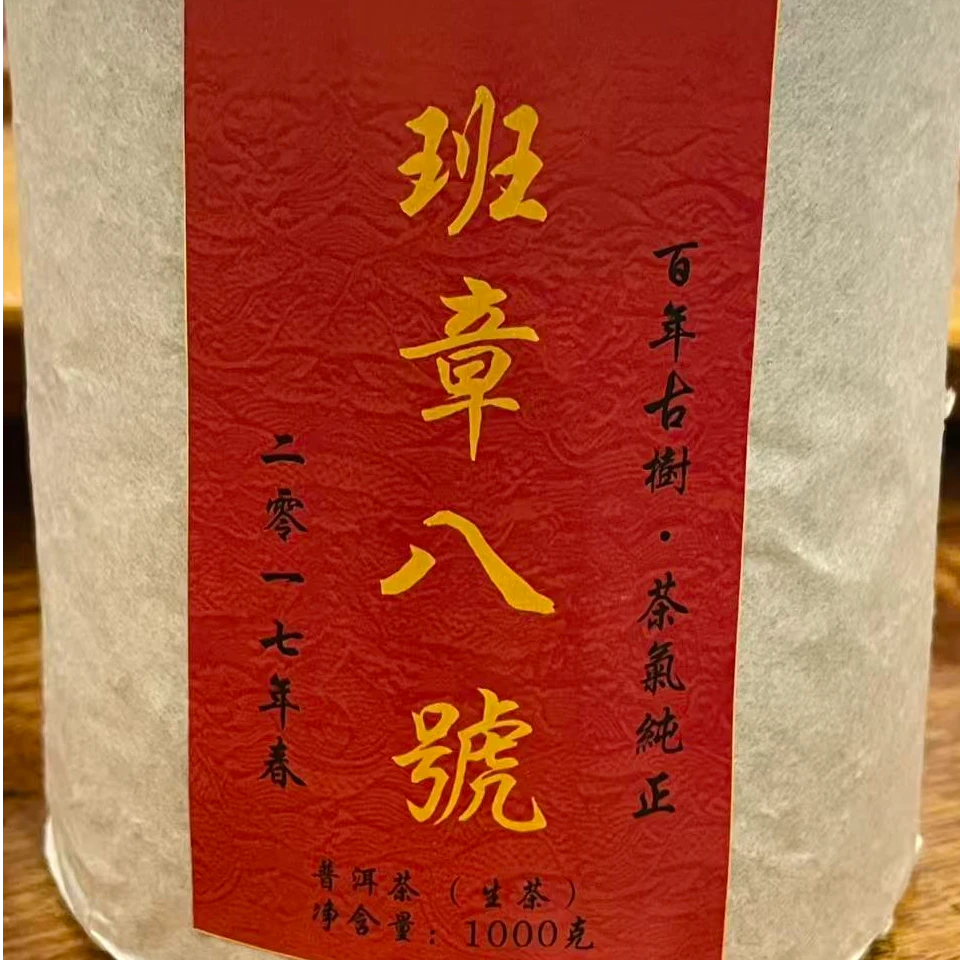 百年古樹·茶氣純正
班章八號
二零一七年春
普洱茶（生茶）
净含量：1000克